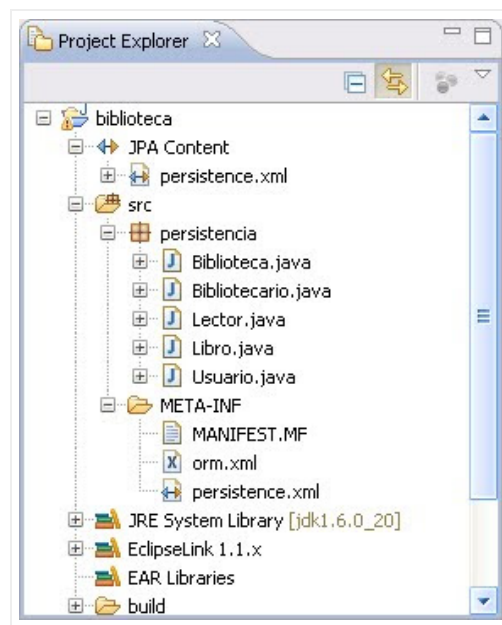 Project Explorer
biblioteca
JPA Content
persistence.xml
src
persistencia
Biblioteca.java
Bibliotecario.java
Lector.java
Libro.java
Usuario.java
META-INF
MANIFEST.MF
orm.xml
persistence.xml
JRE System Library [jdk1.6.0_20]
EclipseLink 1.1.x
EAR Libraries
build